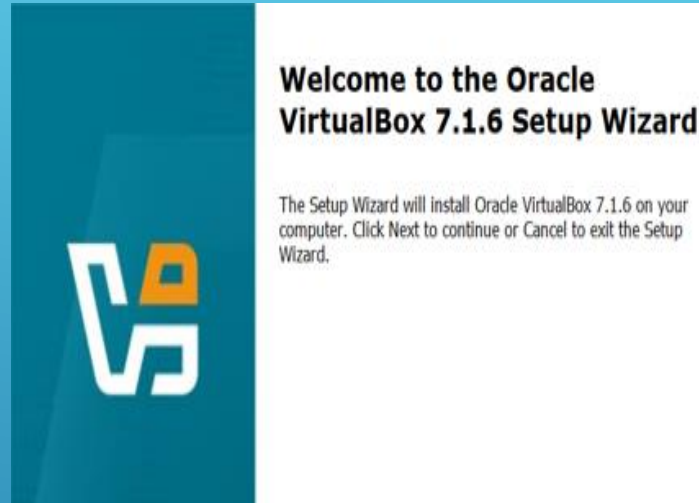 Welcome to the Oracle
VirtualBox 7.1.6 Setup Wizard
The Setup Wizard will install Oracle VirtualBox 7.1.6 on your
computer. Click Next to continue or Cancel to exit the Setup
Wizard.